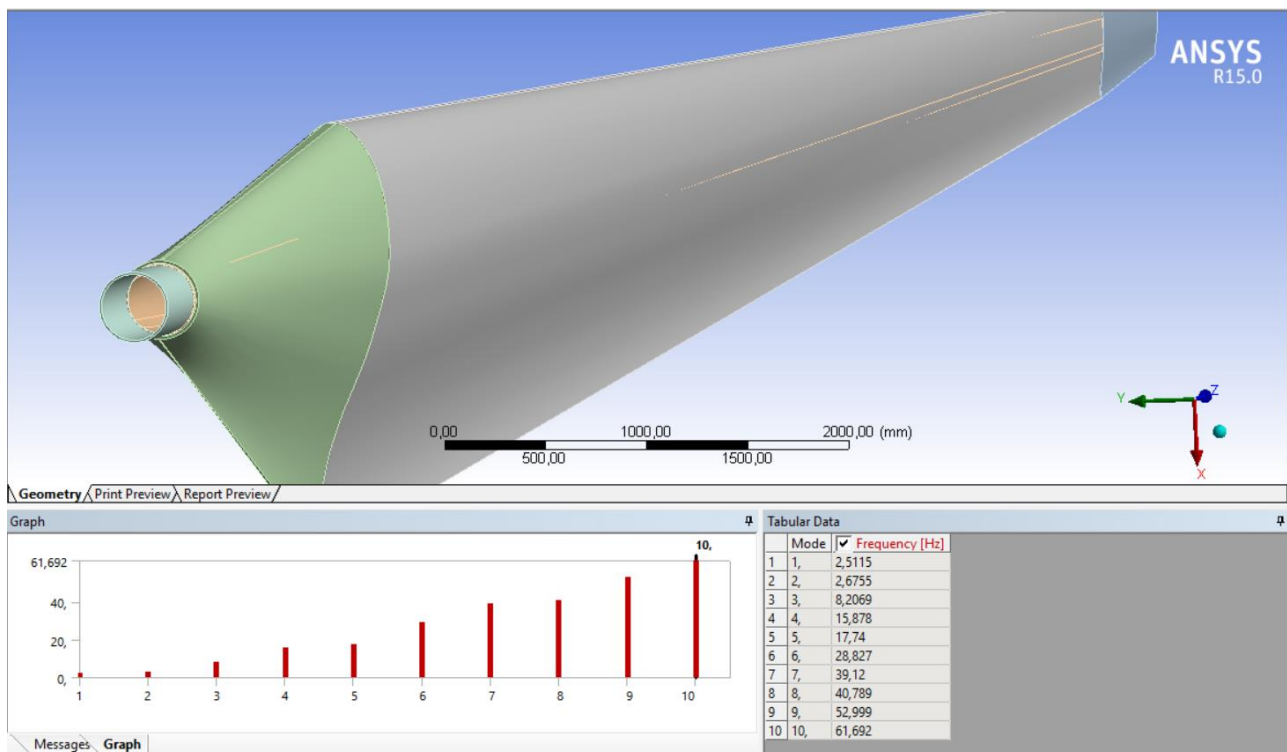 ANSYS
R15.0
0,00 1000,00 2000,00 (mm)
500,00 1500,00
Y Z
X
Geometry Print Preview Report Preview
Graph
10,
61,692
40,
20,
0,
1 2 3 4 5 6 7 8 9 10
Messages Graph
Tabular Data
Mode Frequency [Hz]
1 1, 2,5115
2 2, 2,6755
3 3, 8,2069
4 4, 15,878
5 5, 17,74
6 6, 28,827
7 7, 39,12
8 8, 40,789
9 9, 52,999
10 10, 61,692